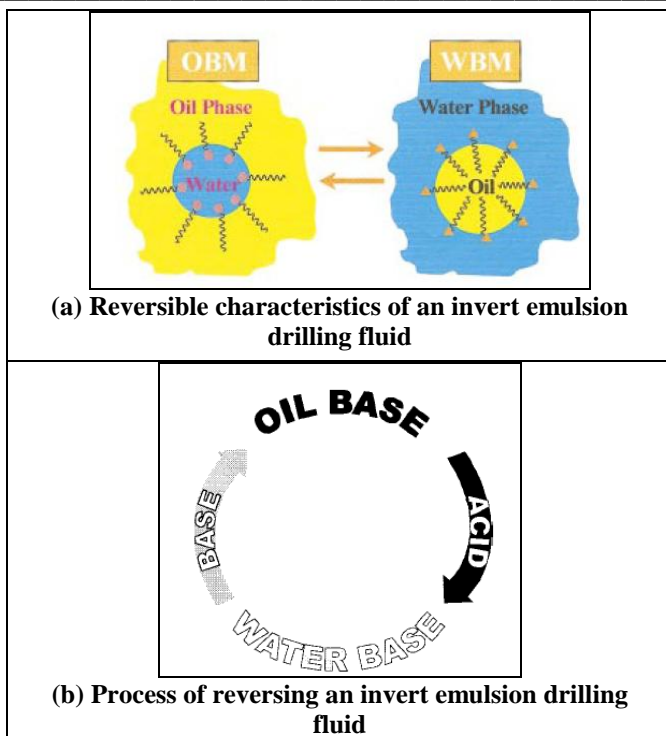 OBM
WBM
Oil Phase
Water Phase
Water
Oil
(a) Reversible characteristics of an invert emulsion
drilling fluid
OIL BASE
BASE
ACID
WATER BASE
(b) Process of reversing an invert emulsion drilling
fluid